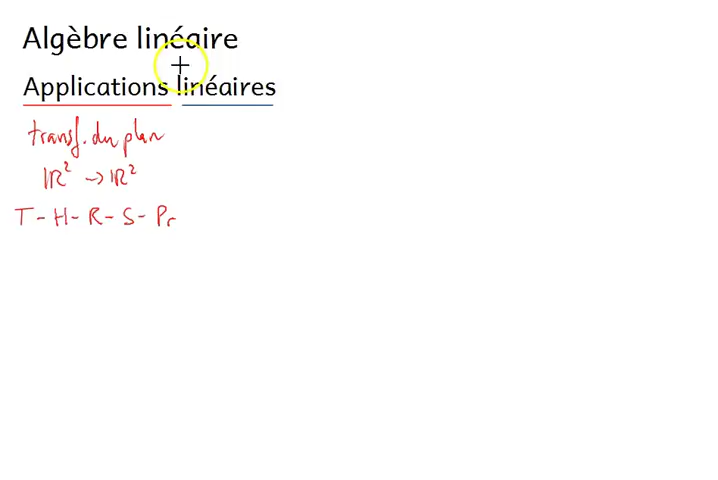 Algèbre linéaire
Applications linéaires
transf. du plan
ℝ² → ℝ²
T - H - R - S - Pr